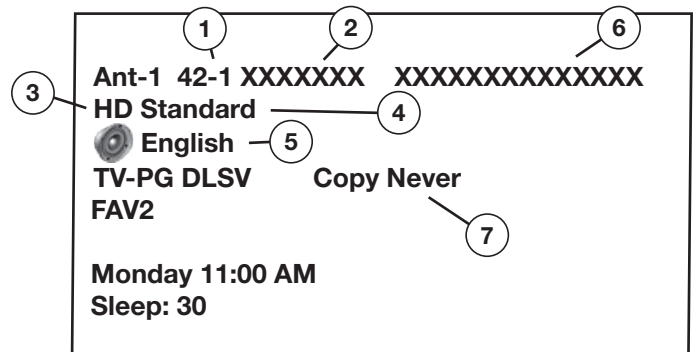 1 2 6
Ant-1 42-1 XXXXXXX XXXXXXXXXXXXXX
3 HD Standard 4
English 5
TV-PG DLSV Copy Never
FAV2
7
Monday 11:00 AM
Sleep: 30